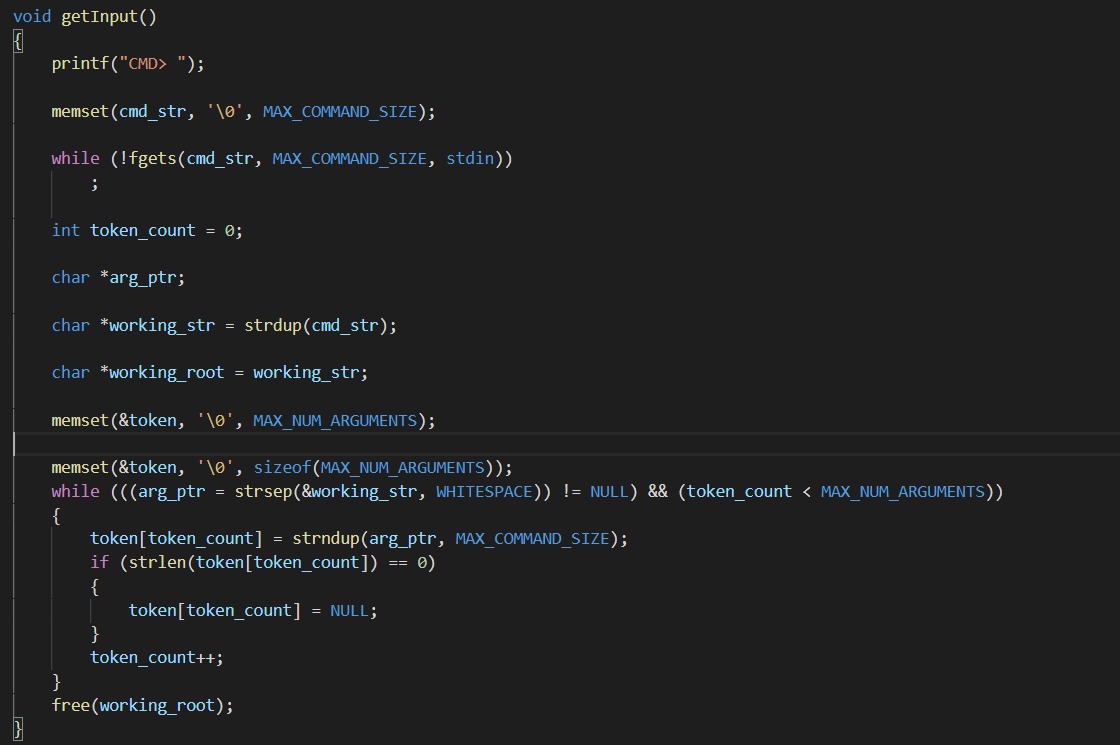 void getInput()
{
printf("CMD> ");
memset(cmd_str, '\0', MAX_COMMAND_SIZE);
while (!fgets(cmd_str, MAX_COMMAND_SIZE, stdin))
;
int token_count = 0;
char *arg_ptr;
char *working_str = strdup(cmd_str);
char *working_root = working_str;
memset(&token, '\0', MAX_NUM_ARGUMENTS);
memset(&token, '\0', sizeof(MAX_NUM_ARGUMENTS));
while (((arg_ptr = strsep(&working_str, WHITESPACE)) != NULL) && (token_count < MAX_NUM_ARGUMENTS))
{
token[token_count] = strndup(arg_ptr, MAX_COMMAND_SIZE);
if (strlen(token[token_count]) == 0)
{
token[token_count] = NULL;
}
token_count++;
}
free(working_root);
}